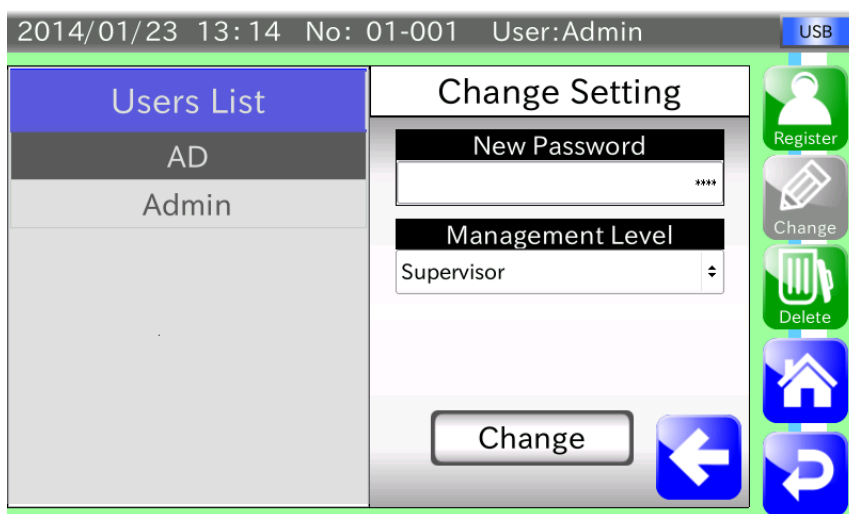 2014/01/23 13:14 No: 01-001 User:Admin USB
Users List
AD
Admin
Change Setting
New Password
****
Management Level
Supervisor
Change
Register
Change
Delete